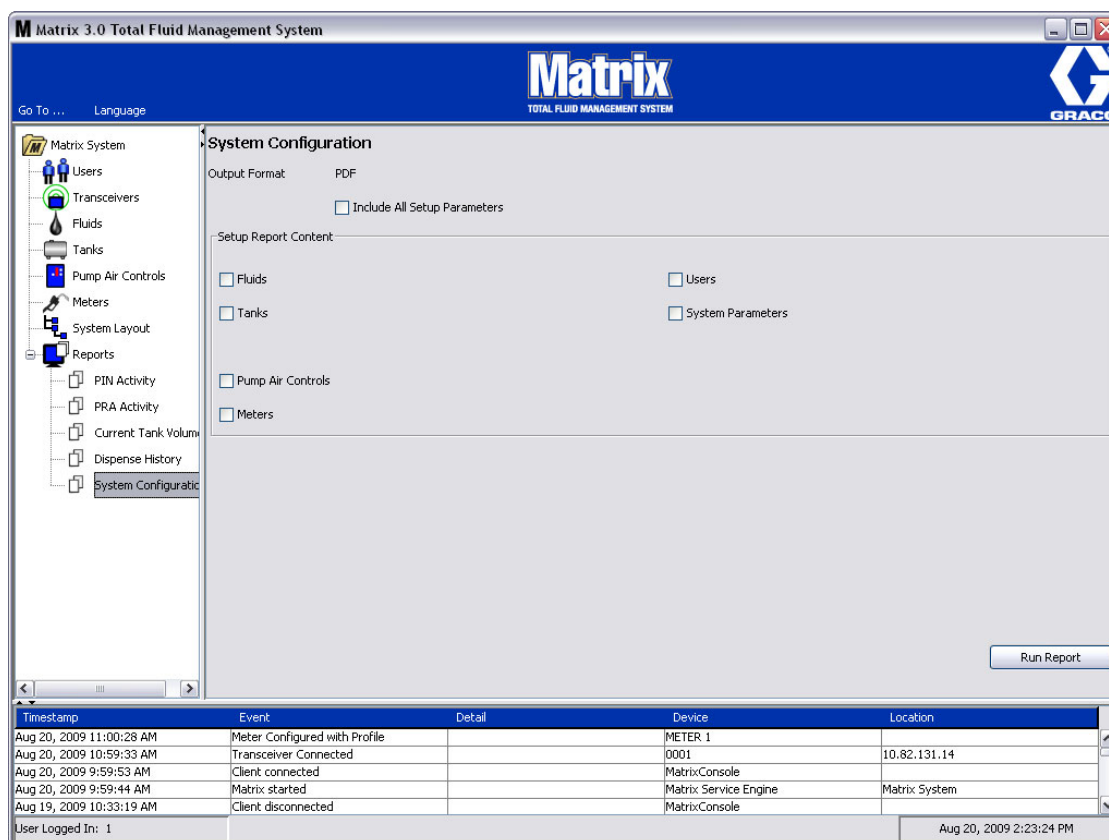 Matrix 3.0 Total Fluid Management System
Matrix
TOTAL FLUID MANAGEMENT SYSTEM
GRACO
Go To ... Language
Matrix System
Users
Transceivers
Fluids
Tanks
Pump Air Controls
Meters
System Layout
Reports
PIN Activity
PRA Activity
Current Tank Volum
Dispense History
System Configuratic
System Configuration
Output Format PDF
Include All Setup Parameters
Setup Report Content
Fluids Users
Tanks System Parameters
Pump Air Controls
Meters
Run Report
Timestamp Event Detail Device Location
Aug 20, 2009 11:00:28 AM Meter Configured with Profile METER 1
Aug 20, 2009 10:59:33 AM Transceiver Connected 0001 10.82.131.14
Aug 20, 2009 9:59:53 AM Client connected MatrixConsole
Aug 20, 2009 9:59:44 AM Matrix started Matrix Service Engine Matrix System
Aug 19, 2009 10:33:19 AM Client disconnected MatrixConsole
User Logged In: 1 Aug 20, 2009 2:23:24 PM